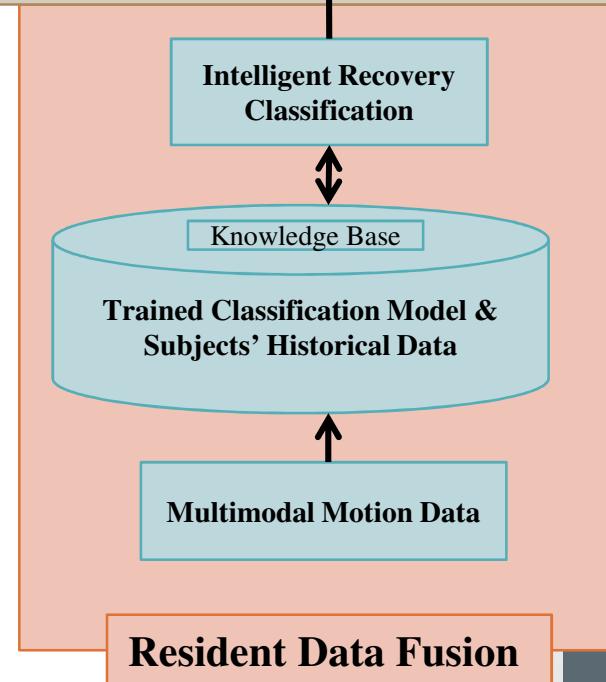 Intelligent Recovery
Classification
Knowledge Base
Trained Classification Model &
Subjects’ Historical Data
Multimodal Motion Data
Resident Data Fusion